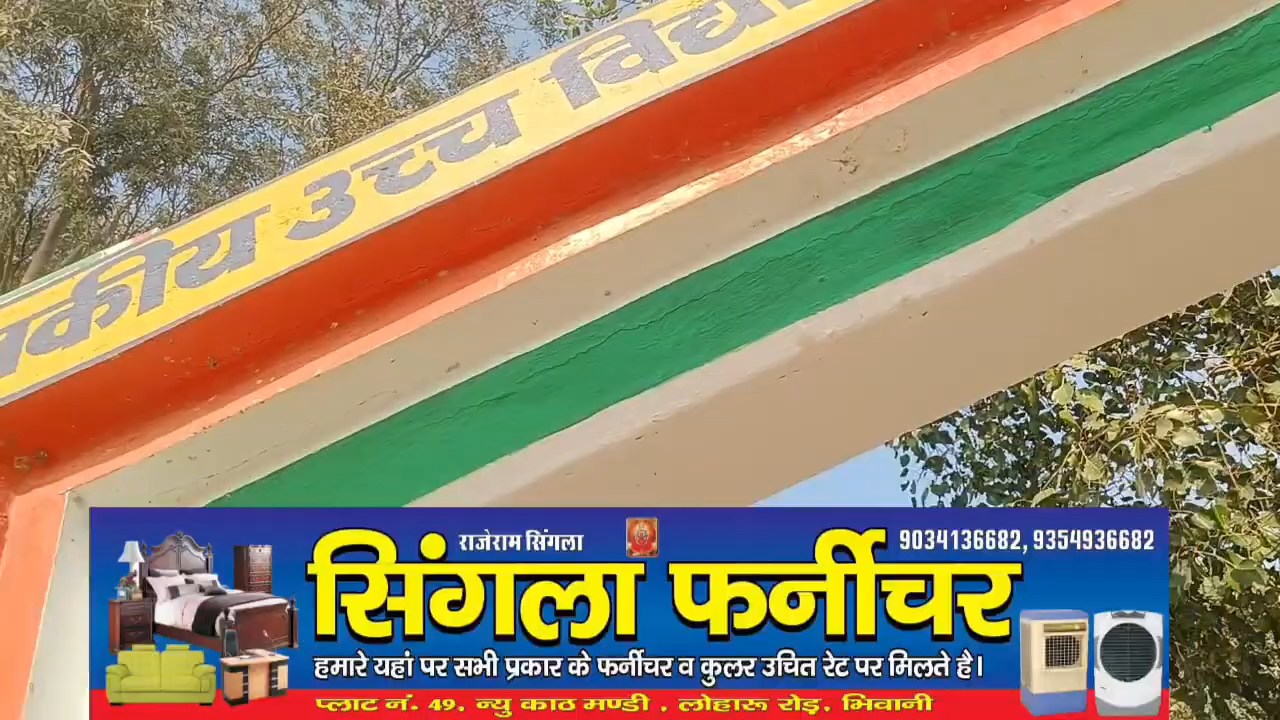 कीय उच्च
राजेराम सिंगला
9034136682, 9354936682
सिंगला फर्नीचर
हमारे यहां पर सभी प्रकार के फर्नीचर व कुलर उचित रेट पर मिलते है।
प्लाट नं. 49. न्यु काठ मण्डी , लोहारू रोड़, भिवानी